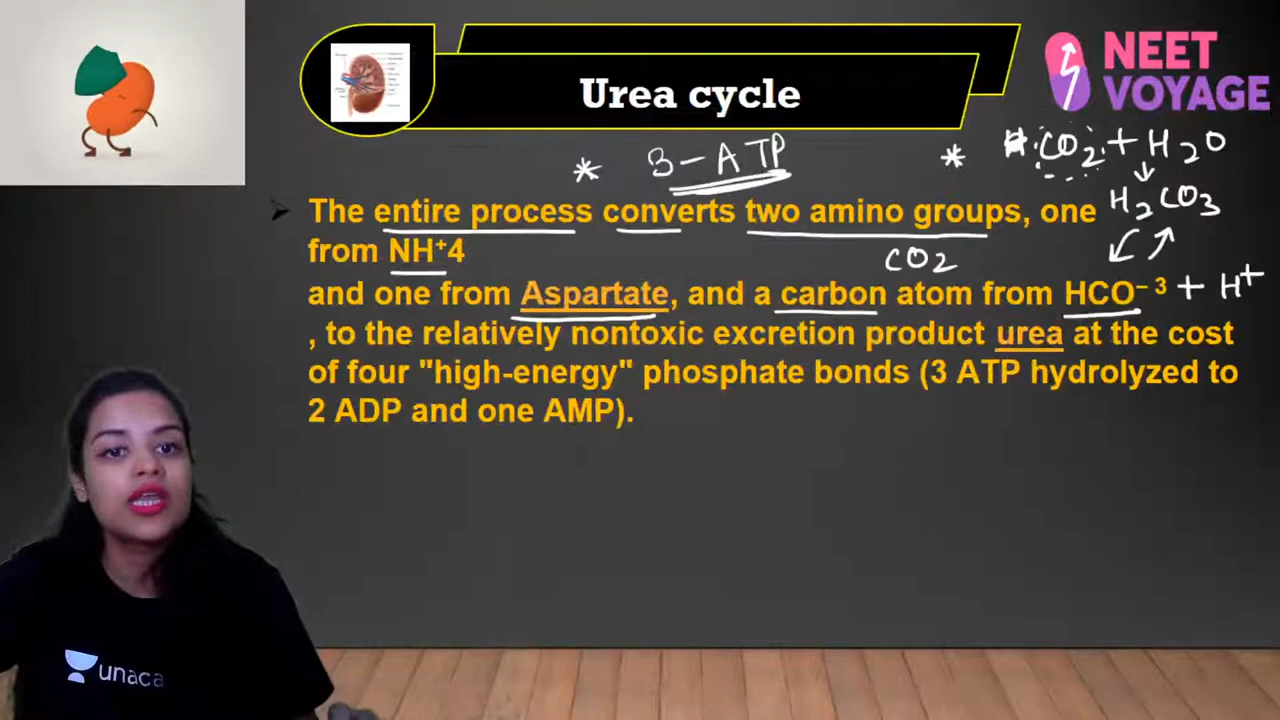 NEET
VOYAGE
Urea cycle
* 3-ATP
* CO2 + H2O
H2CO3
The entire process converts two amino groups, one
from NH⁺4
CO2
and one from Aspartate, and a carbon atom from HCO⁻³ + H⁺
, to the relatively nontoxic excretion product urea at the cost
of four "high-energy" phosphate bonds (3 ATP hydrolyzed to
2 ADP and one AMP).
unaca